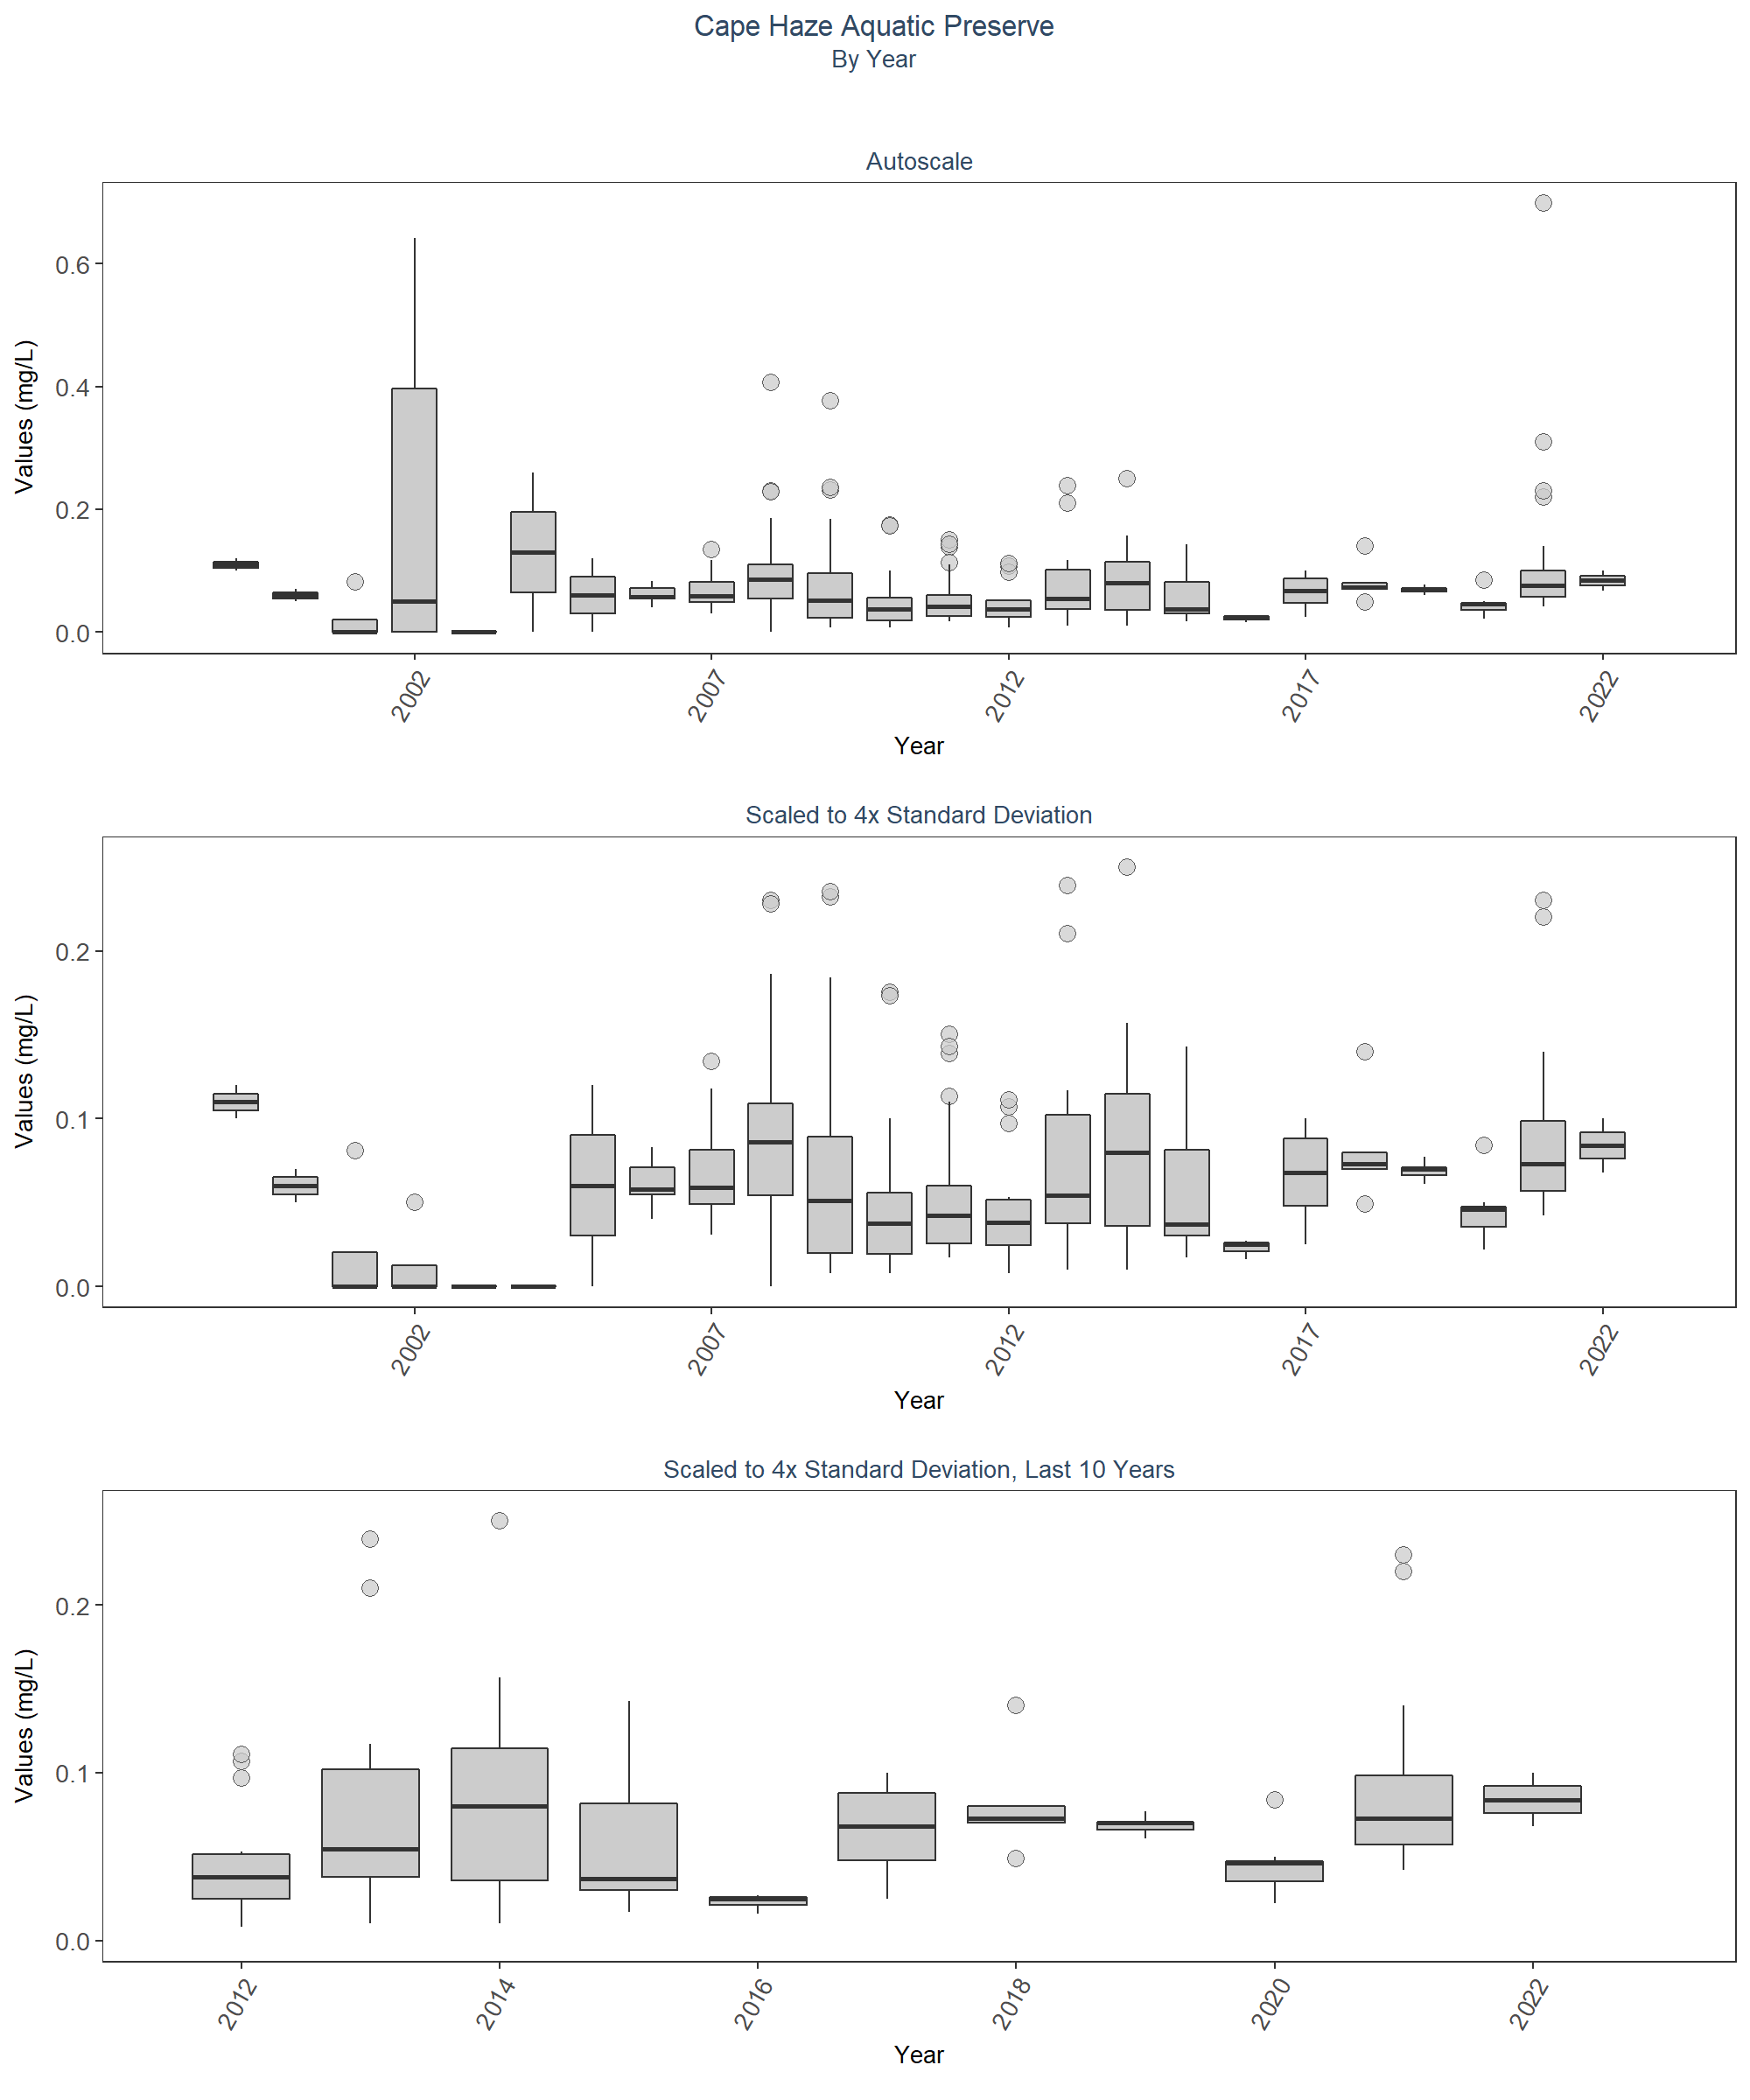 Cape Haze Aquatic Preserve
By Year
Autoscale
Values (mg/L)
0.6
0.4
0.2
0.0
2002
2007
2012
2017
2022
Year
Scaled to 4x Standard Deviation
Values (mg/L)
0.2
0.1
0.0
2002
2007
2012
2017
2022
Year
Scaled to 4x Standard Deviation, Last 10 Years
Values (mg/L)
0.2
0.1
0.0
2012
2014
2016
2018
2020
2022
Year